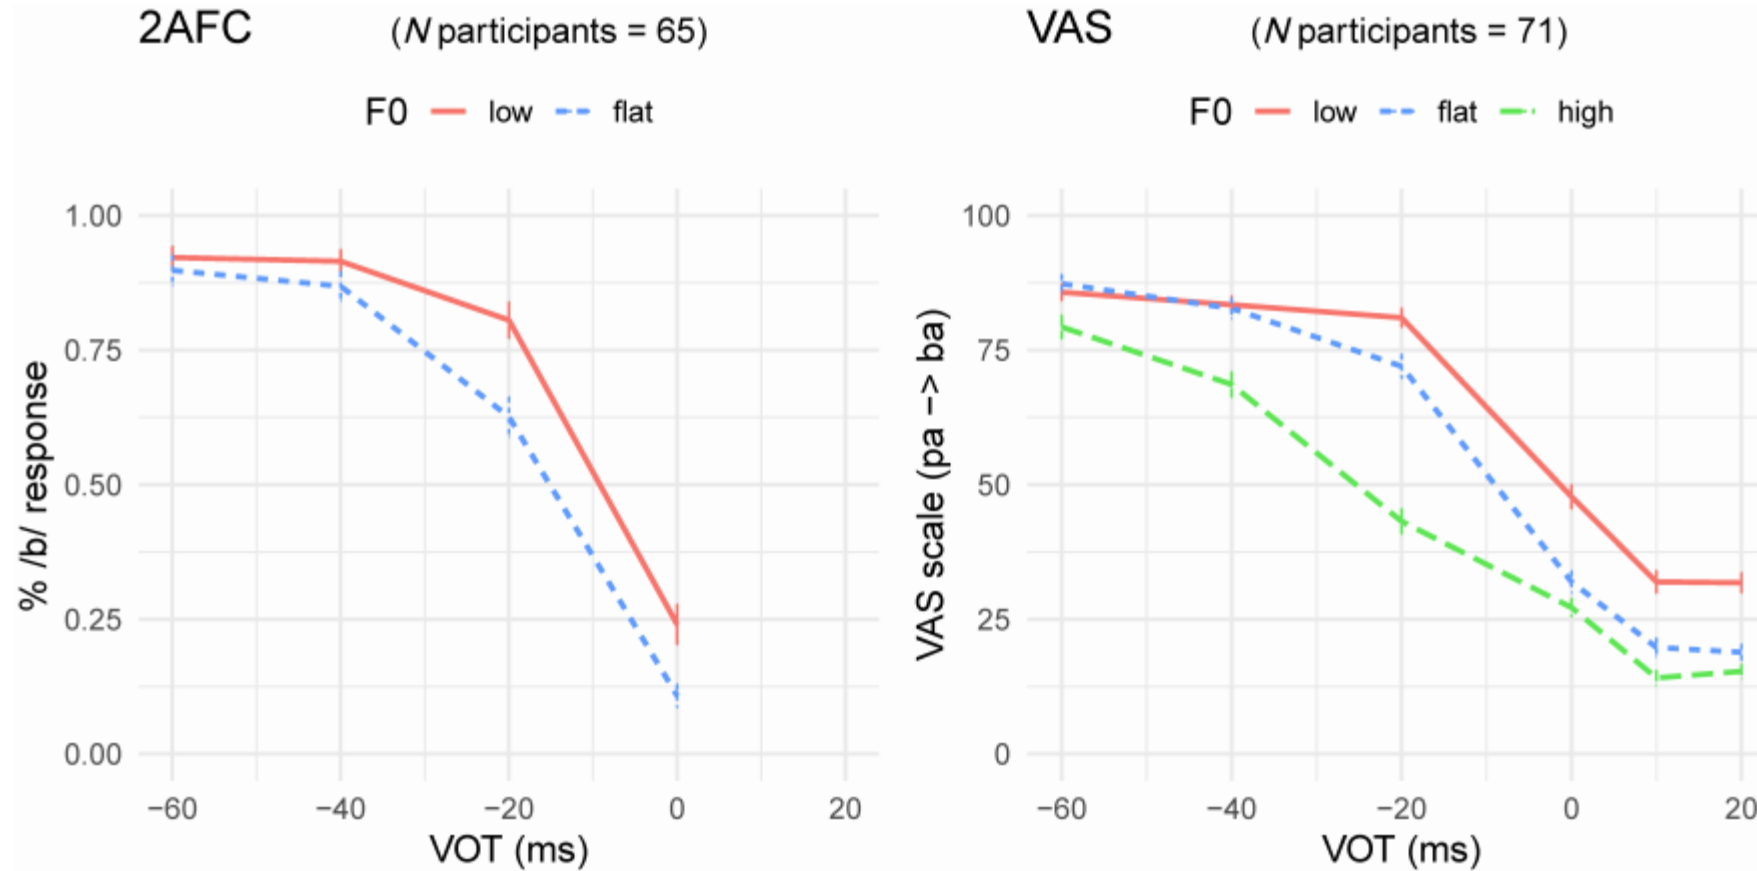 2AFC (N participants = 65)
F0 low flat
% /b/ response
1.00
0.75
0.50
0.25
0.00
−60 −40 −20 0 20
VOT (ms)
VAS (N participants = 71)
F0 low flat high
VAS scale (pa −> ba)
100
75
50
25
0
−60 −40 −20 0 20
VOT (ms)